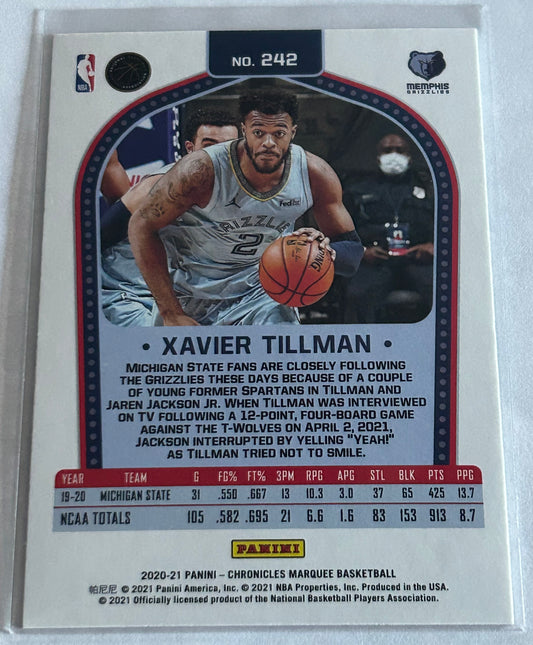 NO. 242
NBA
MEMPHIS
GRIZZLIES
FedEx
RIZZLIE
2
• XAVIER TILLMAN •
MICHIGAN STATE FANS ARE CLOSELY FOLLOWING
THE GRIZZLIES THESE DAYS BECAUSE OF A COUPLE
OF YOUNG FORMER SPARTANS IN TILLMAN AND
JAREN JACKSON JR. WHEN TILLMAN WAS INTERVIEWED
ON TV FOLLOWING A 12-POINT, FOUR-BOARD GAME
AGAINST THE T-WOLVES ON APRIL 2, 2021,
JACKSON INTERRUPTED BY YELLING "YEAH!"
AS TILLMAN TRIED NOT TO SMILE.
YEAR TEAM G FG% FT% 3PM RPG APG STL BLK PTS PPG
19-20 MICHIGAN STATE 31 .550 .667 13 10.3 3.0 37 65 425 13.7
NCAA TOTALS 105 .582 .695 21 6.6 1.6 83 153 913 8.7
PANINI
2020-21 PANINI – CHRONICLES MARQUEE BASKETBALL
帕尼尼 © 2021 Panini America, Inc. © 2021 NBA Properties, Inc. Produced in the USA.
© 2021 Officially licensed product of the National Basketball Players Association.